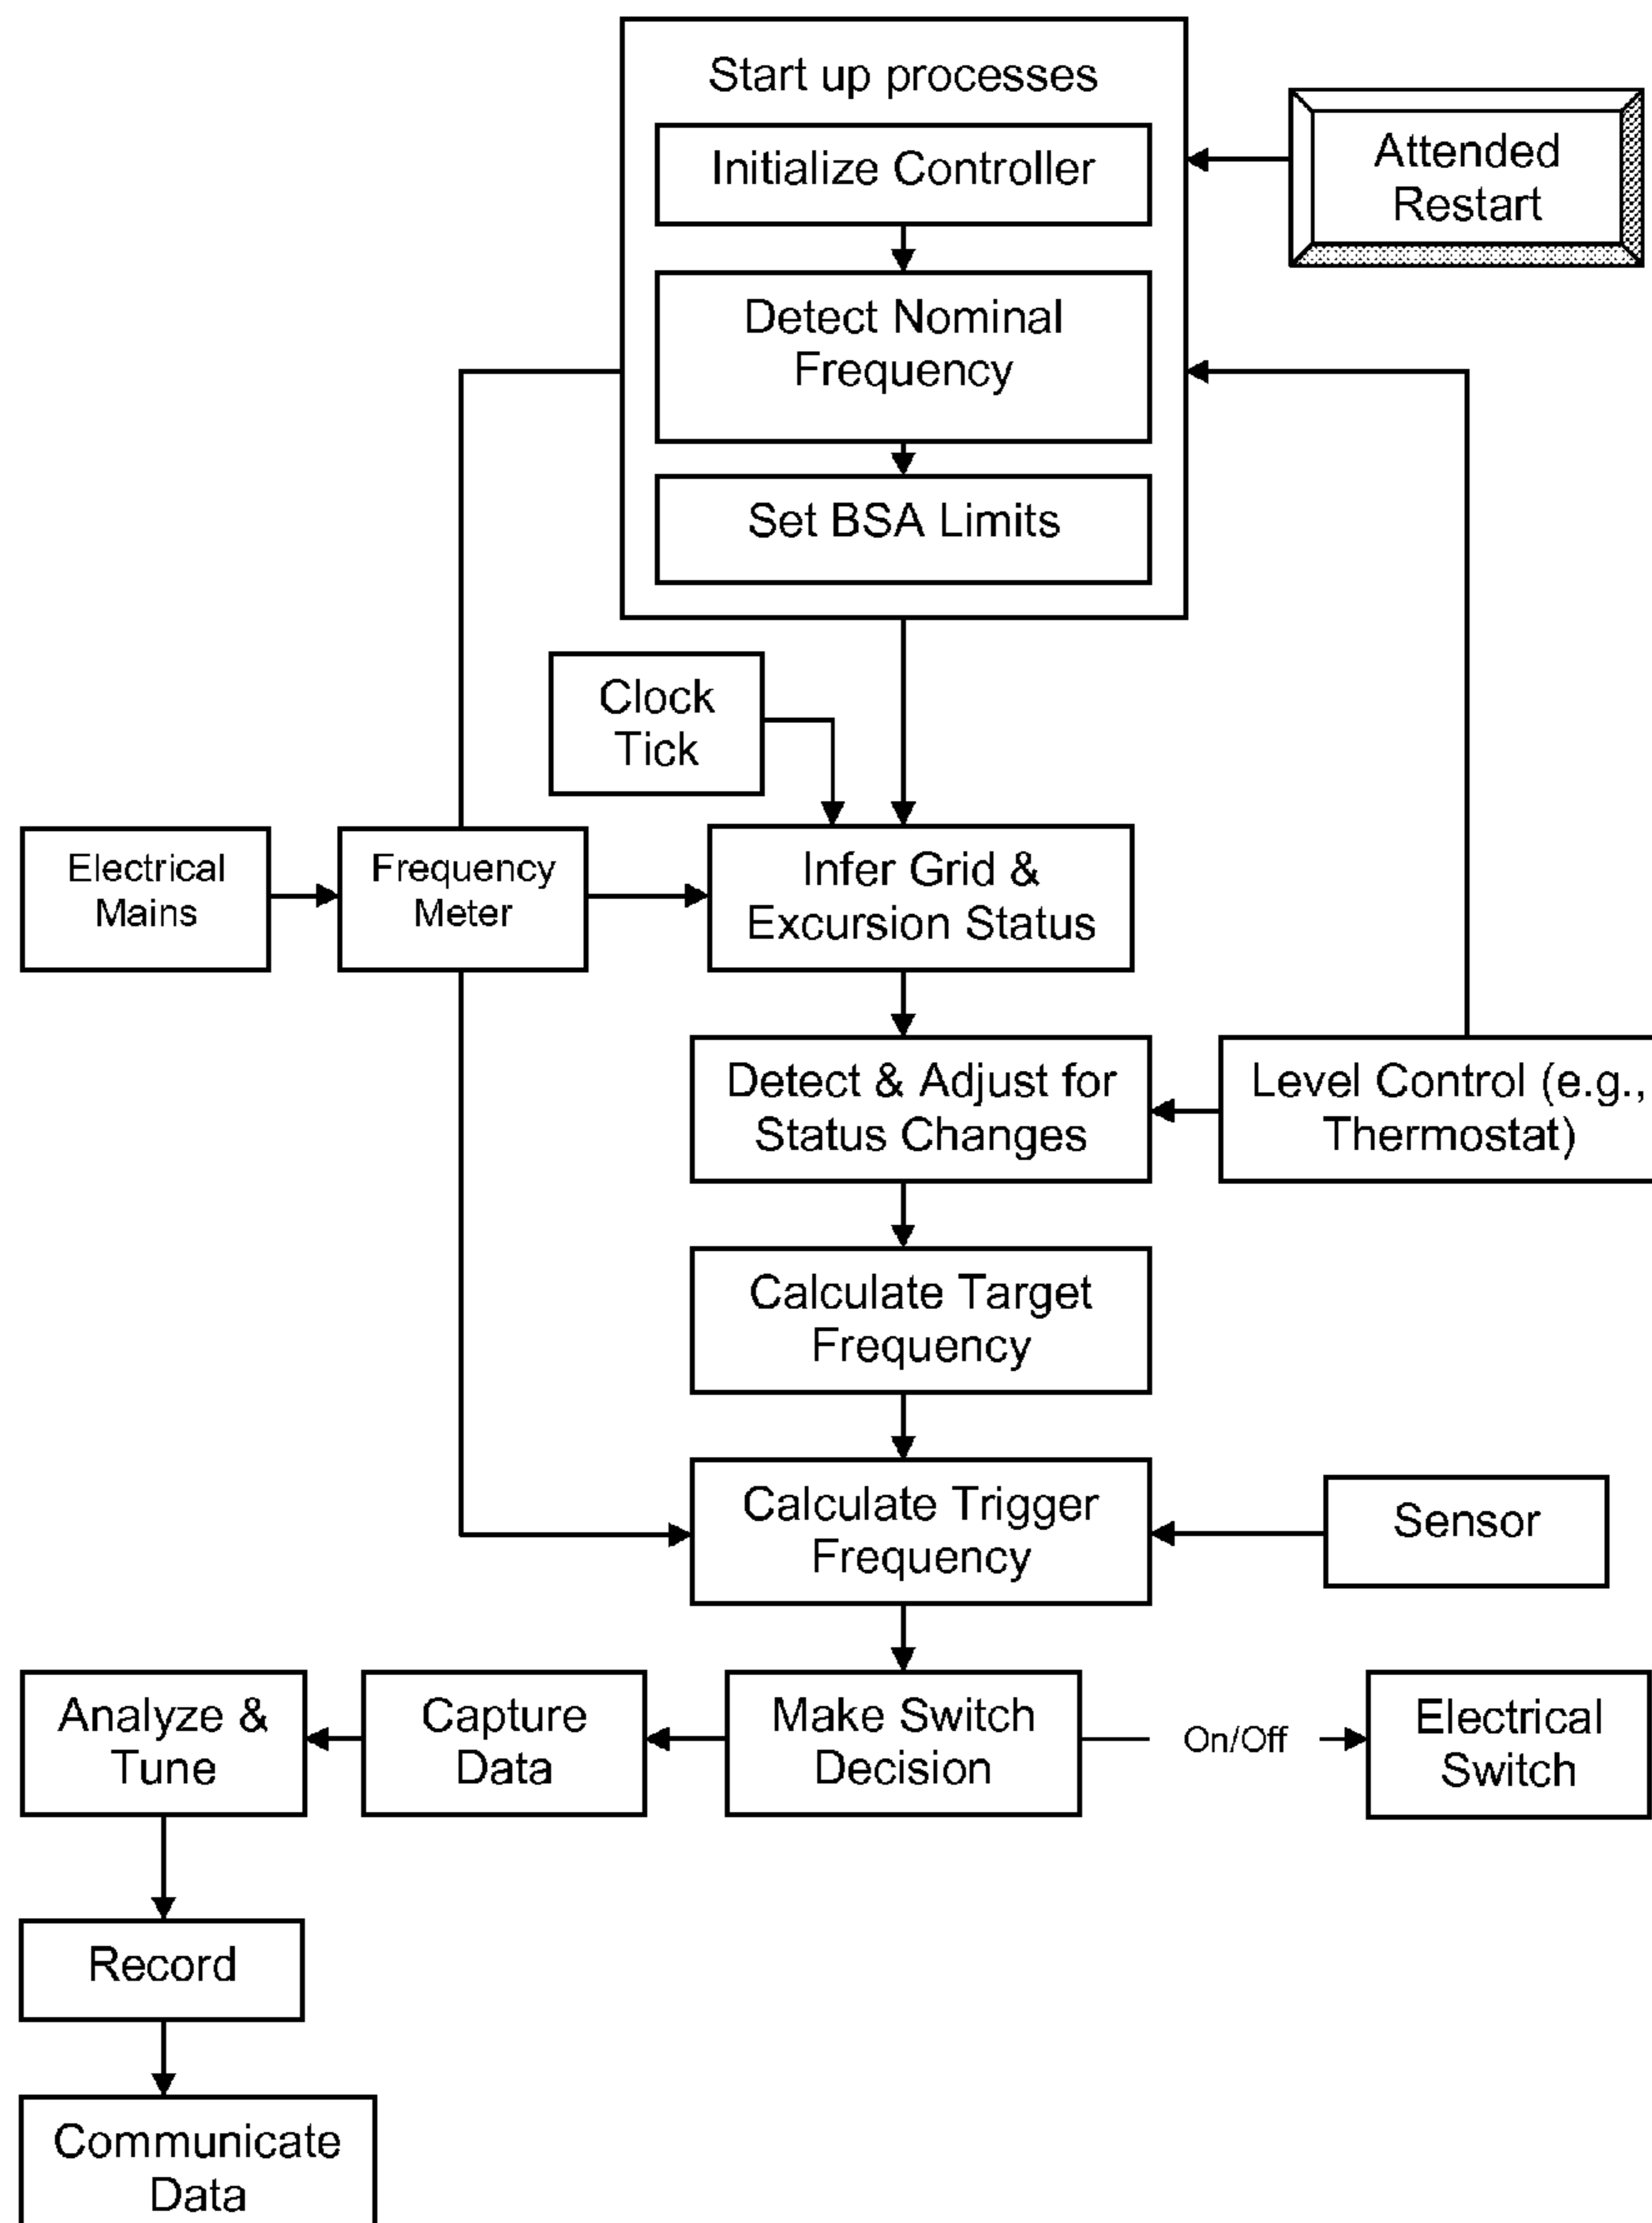 Start up processes
Initialize Controller
Attended
Restart
Detect Nominal
Frequency
Set BSA Limits
Clock
Tick
Electrical
Mains
Frequency
Meter
Infer Grid &
Excursion Status
Detect & Adjust for
Status Changes
Level Control (e.g.,
Thermostat)
Calculate Target
Frequency
Calculate Trigger
Frequency
Sensor
Analyze &
Tune
Capture
Data
Make Switch
Decision
On/Off
Electrical
Switch
Record
Communicate
Data